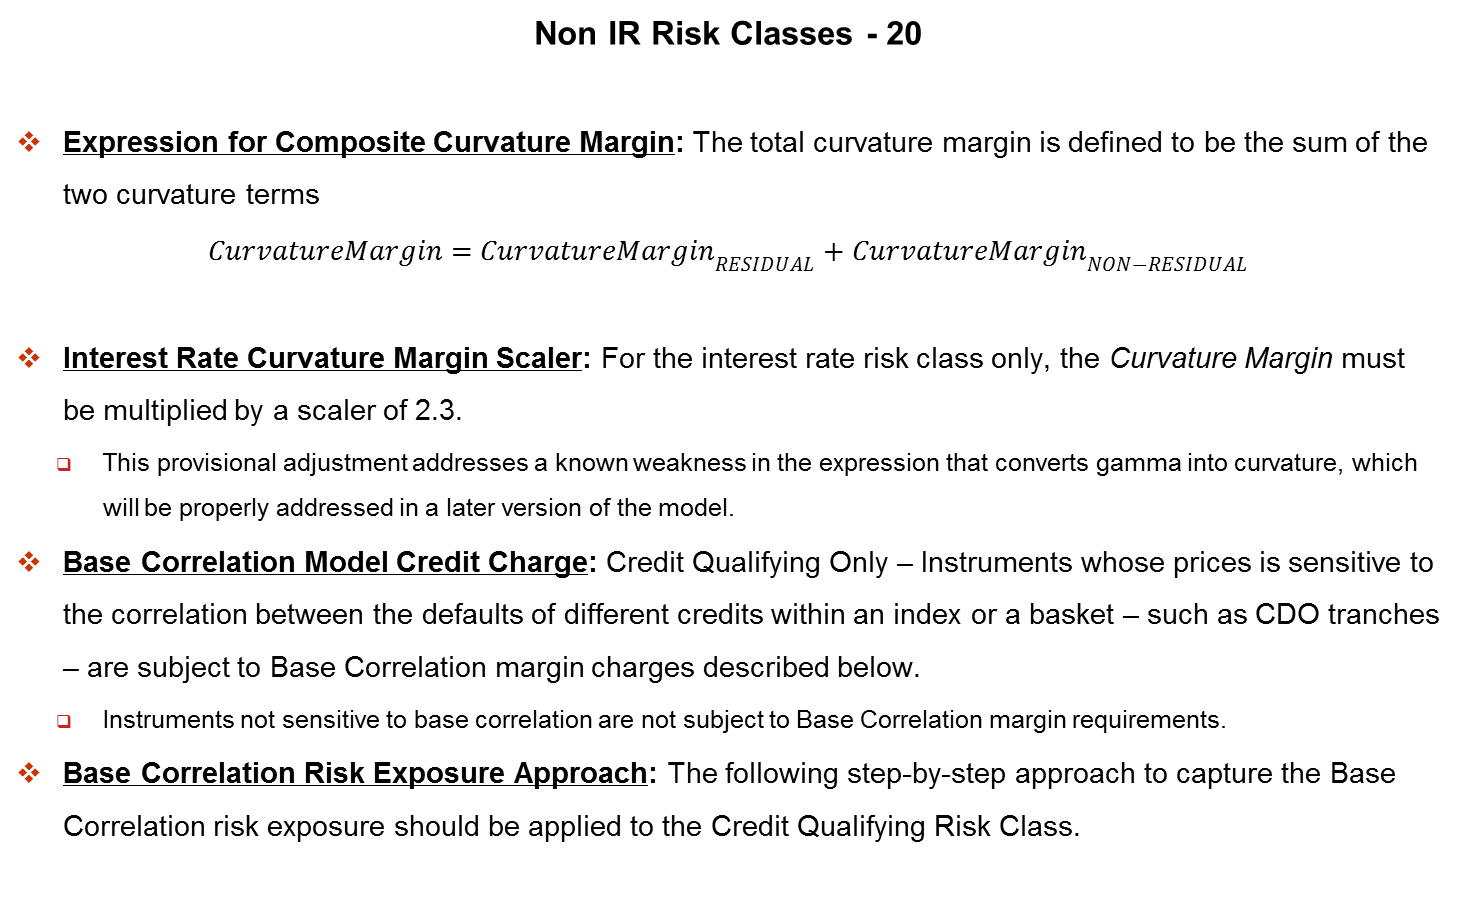 Non IR Risk Classes - 20
❖ Expression for Composite Curvature Margin: The total curvature margin is defined to be the sum of the
two curvature terms
CurvatureMargin = CurvatureMargin_RESIDUAL + CurvatureMargin_NON−RESIDUAL
❖ Interest Rate Curvature Margin Scaler: For the interest rate risk class only, the Curvature Margin must
be multiplied by a scaler of 2.3.
❑ This provisional adjustment addresses a known weakness in the expression that converts gamma into curvature, which
will be properly addressed in a later version of the model.
❖ Base Correlation Model Credit Charge: Credit Qualifying Only – Instruments whose prices is sensitive to
the correlation between the defaults of different credits within an index or a basket – such as CDO tranches
– are subject to Base Correlation margin charges described below.
❑ Instruments not sensitive to base correlation are not subject to Base Correlation margin requirements.
❖ Base Correlation Risk Exposure Approach: The following step-by-step approach to capture the Base
Correlation risk exposure should be applied to the Credit Qualifying Risk Class.